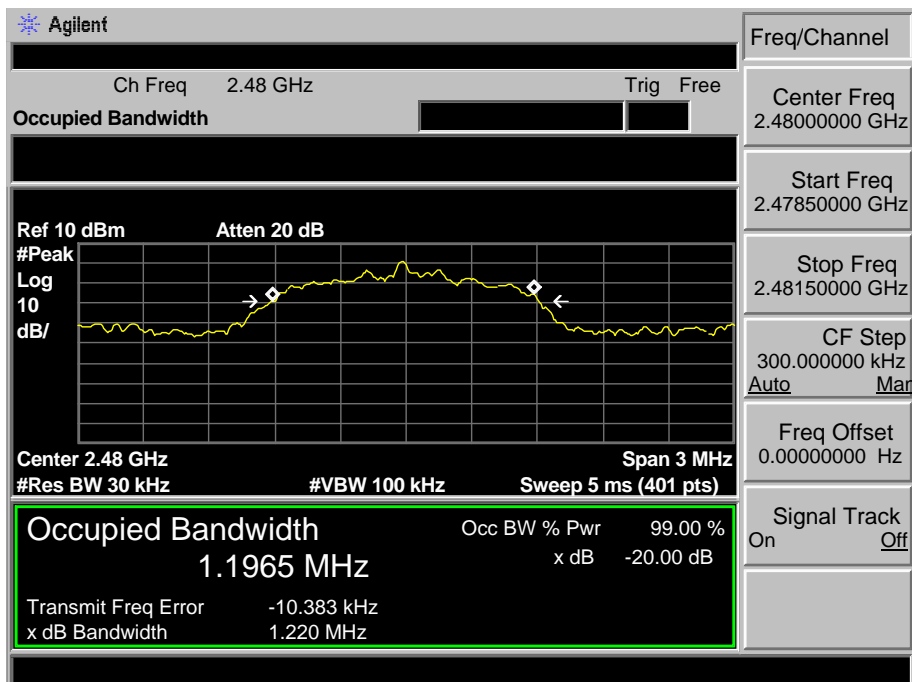 Agilent
Freq/Channel
Ch Freq 2.48 GHz Trig Free
Occupied Bandwidth
Center Freq
2.48000000 GHz
Start Freq
2.47850000 GHz
Stop Freq
2.48150000 GHz
CF Step
300.000000 kHz
Auto Man
Freq Offset
0.00000000 Hz
Signal Track
On Off
Ref 10 dBm Atten 20 dB
#Peak
Log
10
dB/
Center 2.48 GHz Span 3 MHz
#Res BW 30 kHz #VBW 100 kHz Sweep 5 ms (401 pts)
Occupied Bandwidth Occ BW % Pwr 99.00 %
1.1965 MHz x dB -20.00 dB
Transmit Freq Error -10.383 kHz
x dB Bandwidth 1.220 MHz